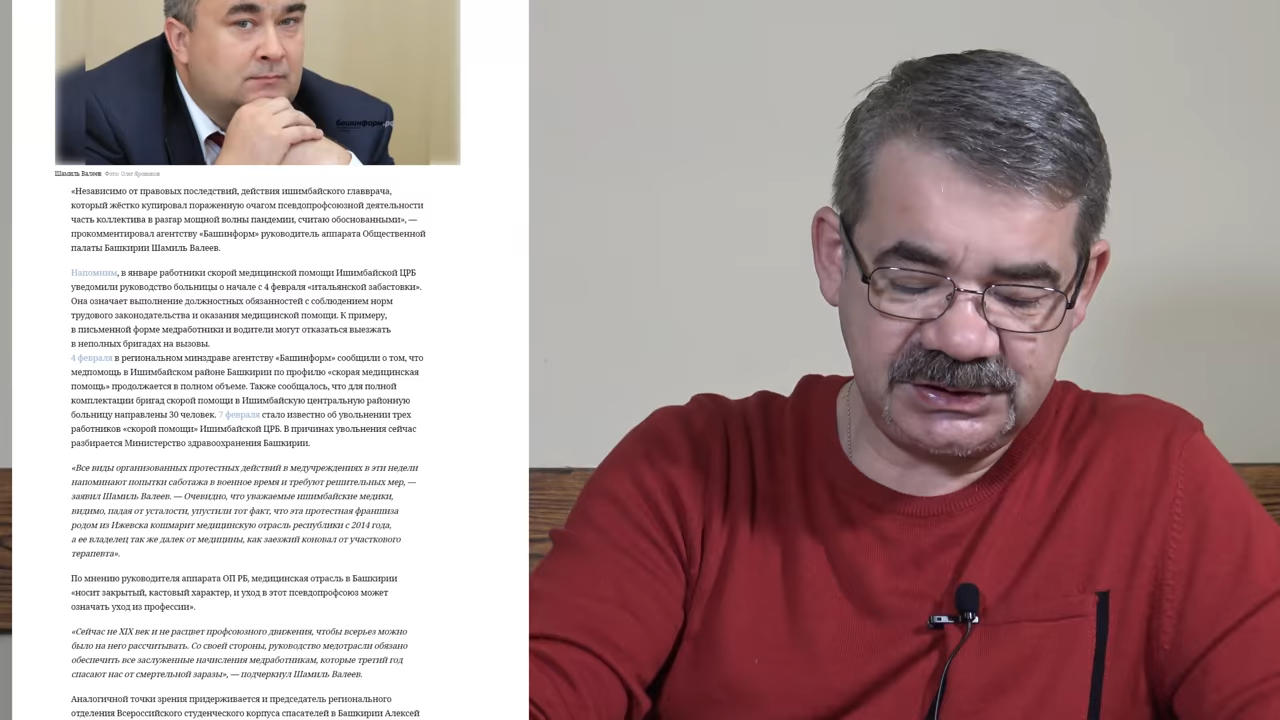 башинформ.рф
Шамиль Валеев Фото: Олег Яровиков
«Независимо от правовых последствий, действия ишимбайского главврача,
который жёстко купировал пораженную очагом псевдопрофсоюзной деятельности
часть коллектива в разгар мощной волны пандемии, считаю обоснованными», —
прокомментировал агентству «Башинформ» руководитель аппарата Общественной
палаты Башкирии Шамиль Валеев.
Напомним, в январе работники скорой медицинской помощи Ишимбайской ЦРБ
уведомили руководство больницы о начале с 4 февраля «итальянской забастовки».
Она означает выполнение должностных обязанностей с соблюдением норм
трудового законодательства и оказания медицинской помощи. К примеру,
в письменной форме медработники и водители могут отказаться выезжать
в неполных бригадах на вызовы.
4 февраля в региональном минздраве агентству «Башинформ» сообщили о том, что
медпомощь в Ишимбайском районе Башкирии по профилю «скорая медицинская
помощь» продолжается в полном объеме. Также сообщалось, что для полной
комплектации бригад скорой помощи в Ишимбайскую центральную районную
больницу направлены 30 человек. 7 февраля стало известно об увольнении трех
работников «скорой помощи» Ишимбайской ЦРБ. В причинах увольнения сейчас
разбирается Министерство здравоохранения Башкирии.
«Все виды организованных протестных действий в медучреждениях в эти недели
напоминают попытки саботажа в военное время и требуют решительных мер, —
заявил Шамиль Валеев. — Очевидно, что уважаемые ишимбайские медики,
видимо, падая от усталости, упустили тот факт, что эта протестная франшиза
родом из Ижевска кошмарит медицинскую отрасль республики с 2014 года,
а ее владелец так же далек от медицины, как заезжий коновал от участкового
терапевта».
По мнению руководителя аппарата ОП РБ, медицинская отрасль в Башкирии
«носит закрытый, кастовый характер, и уход в этот псевдопрофсоюз может
означать уход из профессии».
«Сейчас не XIX век и не расцвет профсоюзного движения, чтобы всерьез можно
было на него рассчитывать. Со своей стороны, руководство медотрасли обязано
обеспечить все заслуженные начисления медработникам, которые третий год
спасают нас от смертельной заразы», — подчеркнул Шамиль Валеев.
Аналогичной точки зрения придерживается и председатель регионального
отделения Всероссийского студенческого корпуса спасателей в Башкирии Алексей